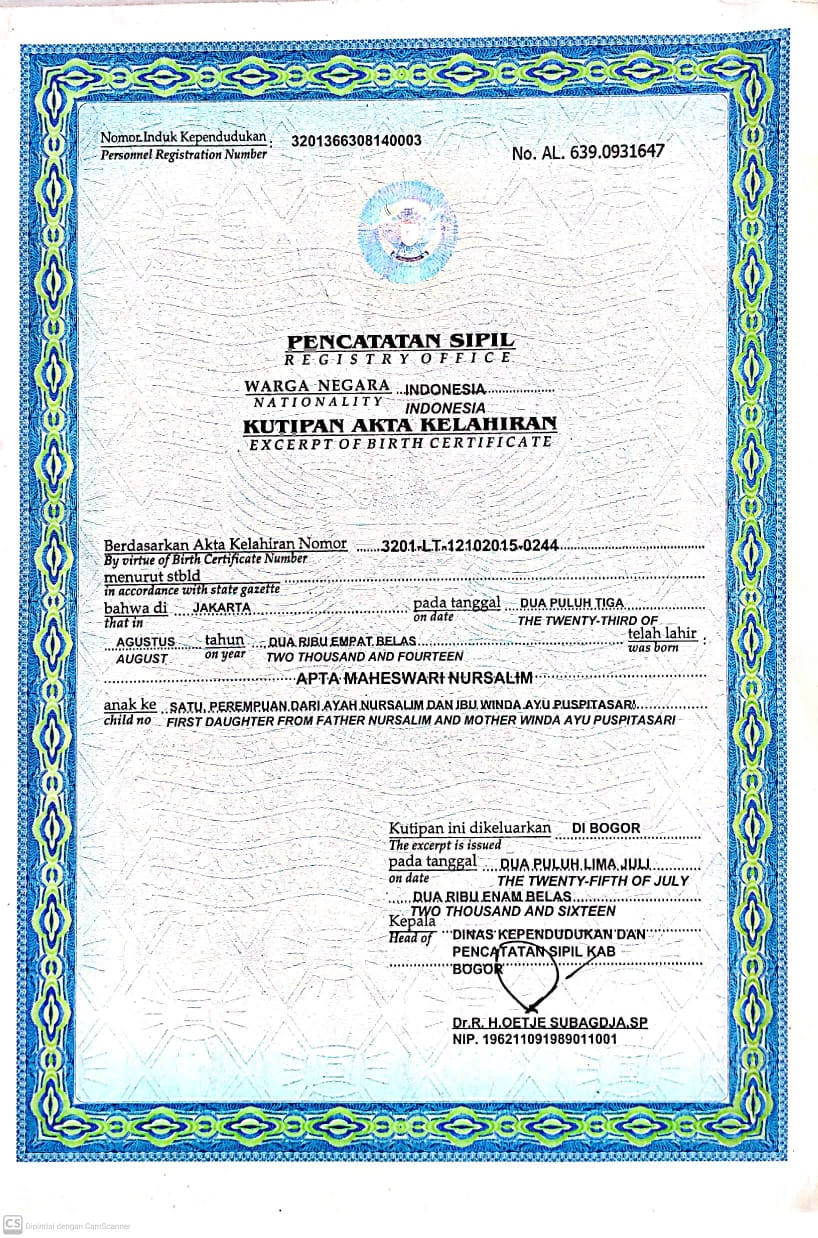 Nomor Induk Kependudukan : 3201366308140003
Personnel Registration Number
No. AL. 639.0931647
PENCATATAN SIPIL
REGISTRY OFFICE
WARGA NEGARA INDONESIA
NATIONALITY INDONESIA
KUTIPAN AKTA KELAHIRAN
EXCERPT OF BIRTH CERTIFICATE
Berdasarkan Akta Kelahiran Nomor 3201-LT-12102015-0244
By virtue of Birth Certificate Number
menurut stbld
in accordance with state gazette
bahwa di JAKARTA pada tanggal DUA PULUH TIGA
that in on date THE TWENTY-THIRD OF
AGUSTUS tahun DUA RIBU EMPAT BELAS telah lahir :
AUGUST on year TWO THOUSAND AND FOURTEEN was born
APTA MAHESWARI NURSALIM
anak ke SATU, PEREMPUAN DARI AYAH NURSALIM DAN IBU WINDA AYU PUSPITASARI
child no FIRST DAUGHTER FROM FATHER NURSALIM AND MOTHER WINDA AYU PUSPITASARI
Kutipan ini dikeluarkan DI BOGOR
The excerpt is issued
pada tanggal DUA PULUH LIMA JULI
on date THE TWENTY-FIFTH OF JULY
DUA RIBU ENAM BELAS
TWO THOUSAND AND SIXTEEN
Kepala
Head of DINAS KEPENDUDUKAN DAN
PENCATATAN SIPIL KAB
BOGOR
Dr.R. H.OETJE SUBAGDJA,SP
NIP. 196211091989011001
CS Dipindai dengan CamScanner